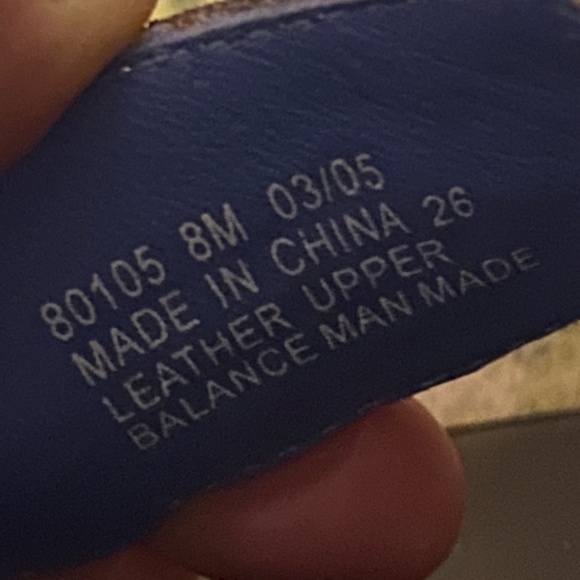 80105 8M 03/05
MADE IN CHINA 26
LEATHER UPPER
BALANCE MAN MADE